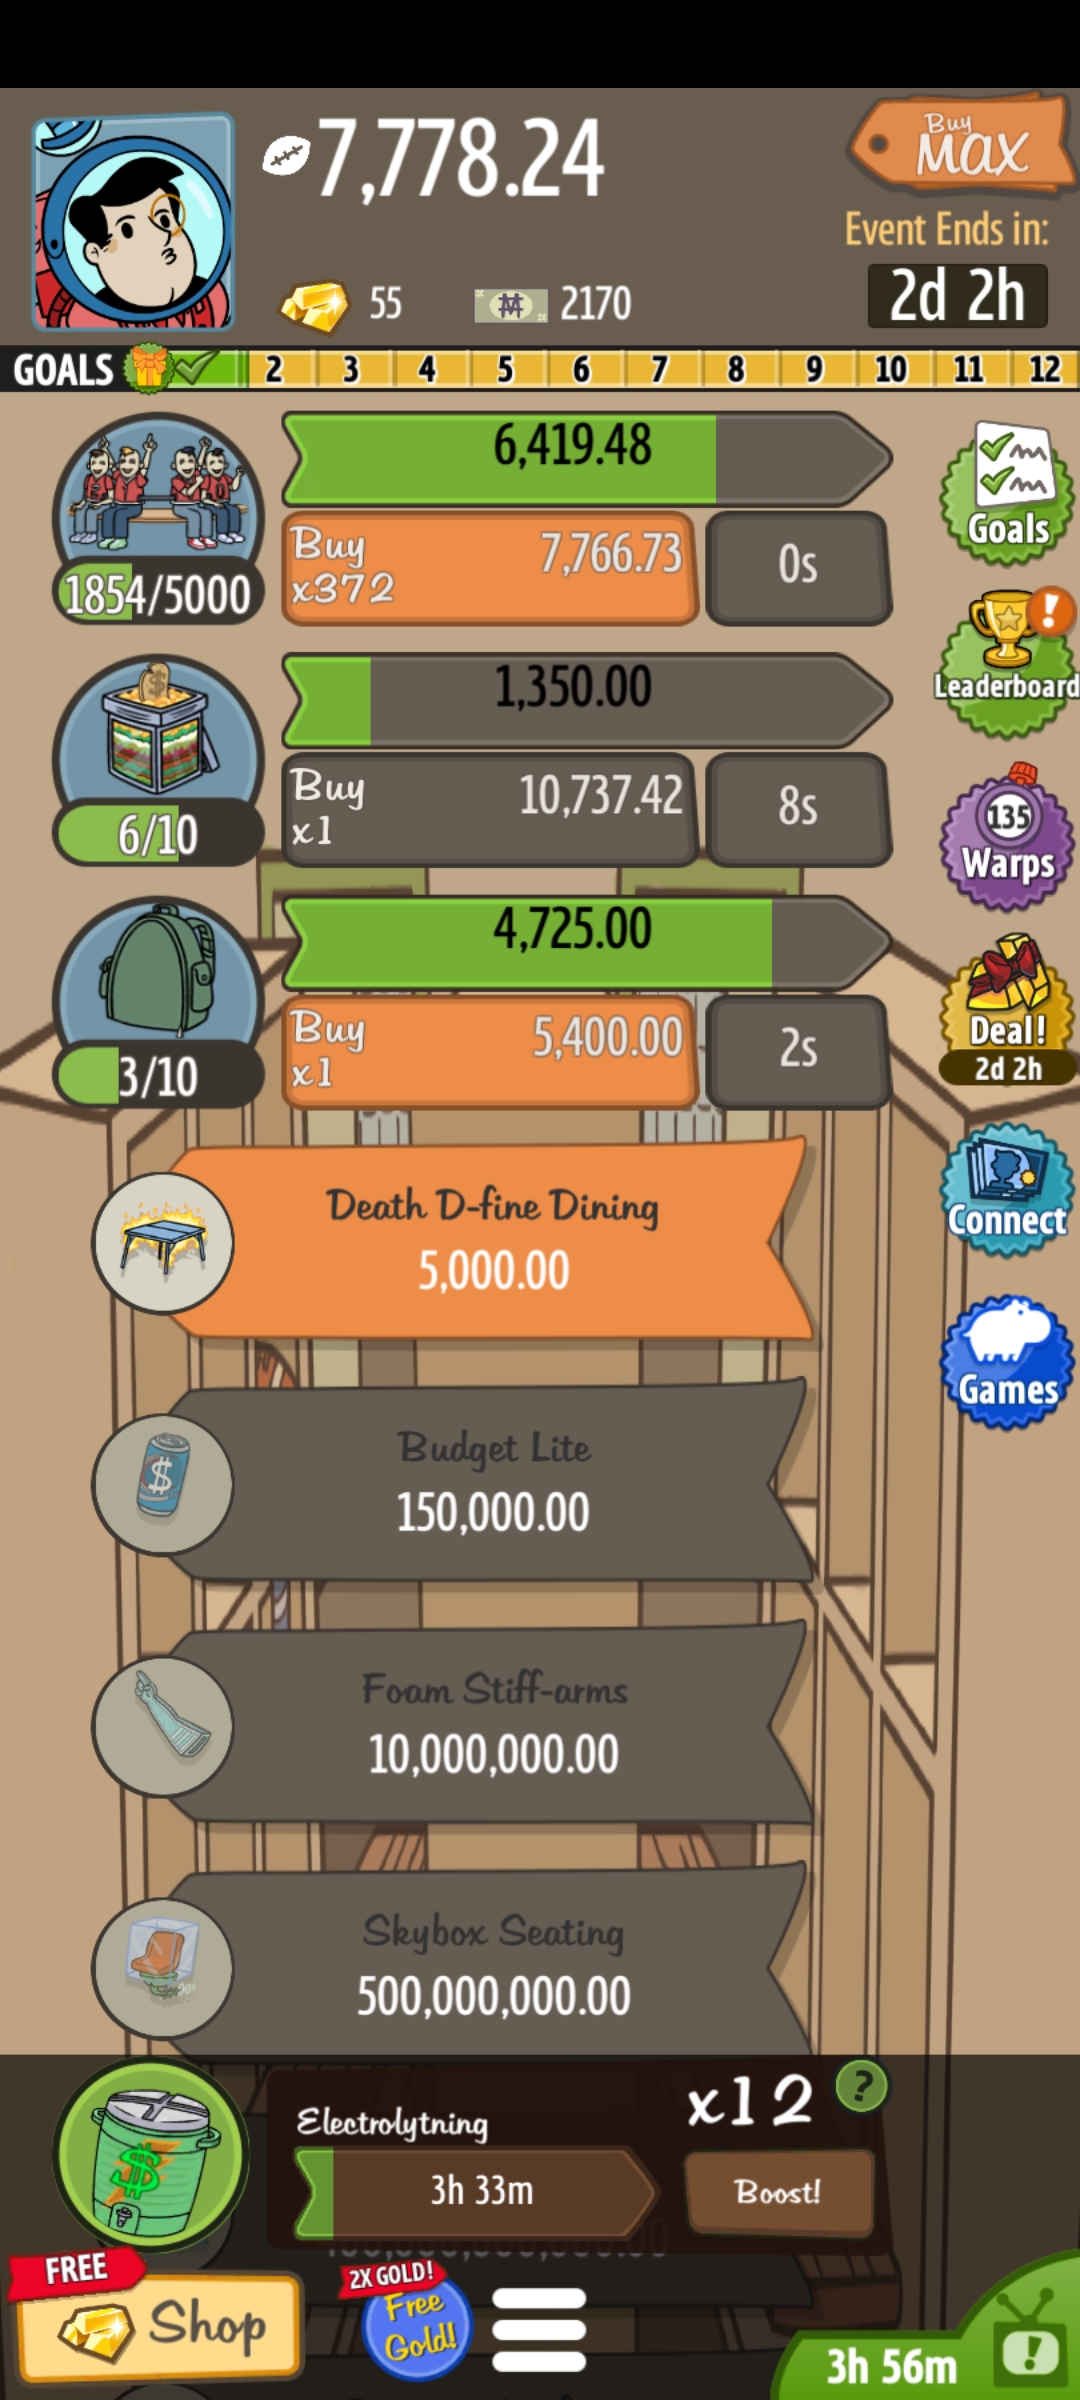 7,778.24
Buy
MAX
Event Ends in:
55
2170
2d 2h
GOALS 2 3 4 5 6 7 8 9 10 11 12
6,419.48
Buy
x372
7,766.73
0s
1854/5000
Goals
1,350.00
Leaderboard
Buy
x1
10,737.42
8s
6/10
135
Warps
4,725.00
Buy
x1
5,400.00
2s
3/10
Deal!
2d 2h
Death D-fine Dining
5,000.00
Connect
Budget Lite
150,000.00
Games
Foam Stiff-arms
10,000,000.00
Skybox Seating
500,000,000.00
x12
?
Electrolytning
3h 33m
Boost!
FREE
Shop
2X GOLD!
Free
Gold!
3h 56m